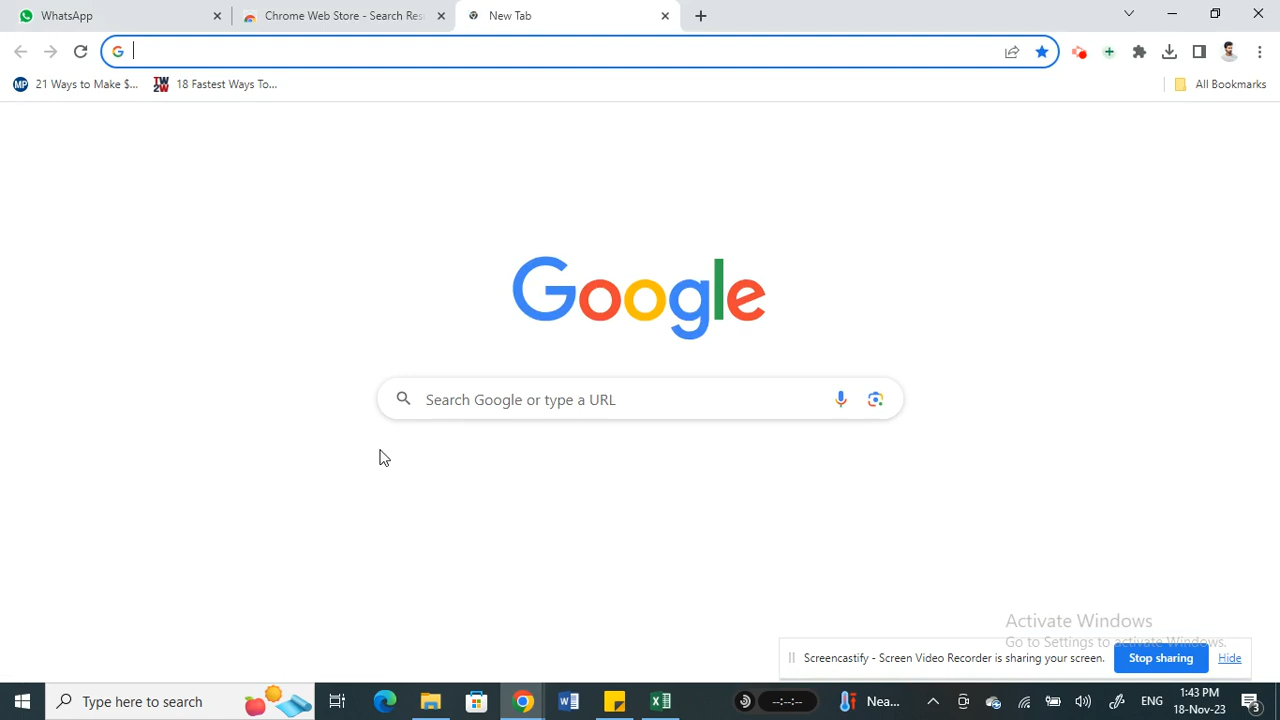 WhatsApp
Chrome Web Store - Search Res
New Tab
21 Ways to Make $...
18 Fastest Ways To...
All Bookmarks
Google
Search Google or type a URL
Activate Windows
Go to Settings to activate Windows.
Screencastify - Screen Video Recorder is sharing your screen.
Stop sharing
Hide
Type here to search
--:--:--
Nea...
ENG
1:43 PM
18-Nov-23
3